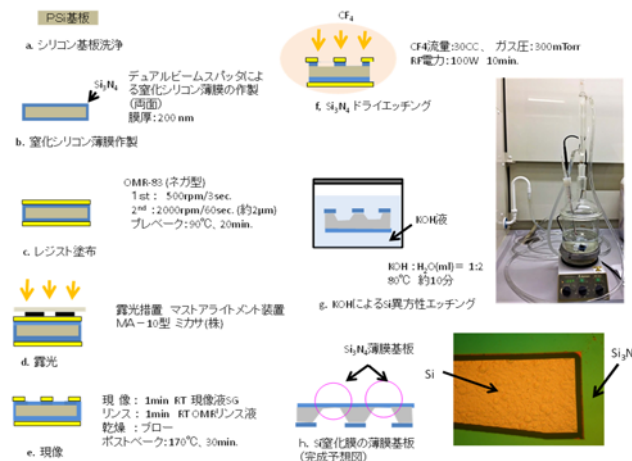 PSi基板
a. シリコン基板洗浄
Si3N4
デュアルビームスパッタによ
る窒化シリコン薄膜の作製
(両面)
膜厚:200 nm
b. 窒化シリコン薄膜作製
OMR-83 (ネガ型)
1st : 500rpm/3sec.
2nd :2000rpm/60sec. (約2μm)
プレベーク:90℃、20min.
c. レジスト塗布
露光措置 マストアライトメント装置
MA-10型 ミカサ(株)
d. 露光
現 像 : 1min RT 現像液SG
リンス : 1min RT OMRリンス液
乾燥 : ブロー
ポストベーク:170℃、30min.
e. 現像
CF4
CF4流量:30CC、 ガス圧:300mTorr
RF電力:100W 10min.
f. Si3N4 ドライエッチング
KOH液
KOH:H2O(ml)= 1:2
80℃ 約10分
g. KOHによるSi異方性エッチング
Si3N4薄膜基板
h. Si窒化膜の薄膜基板
(完成予想図)
Si
Si3N